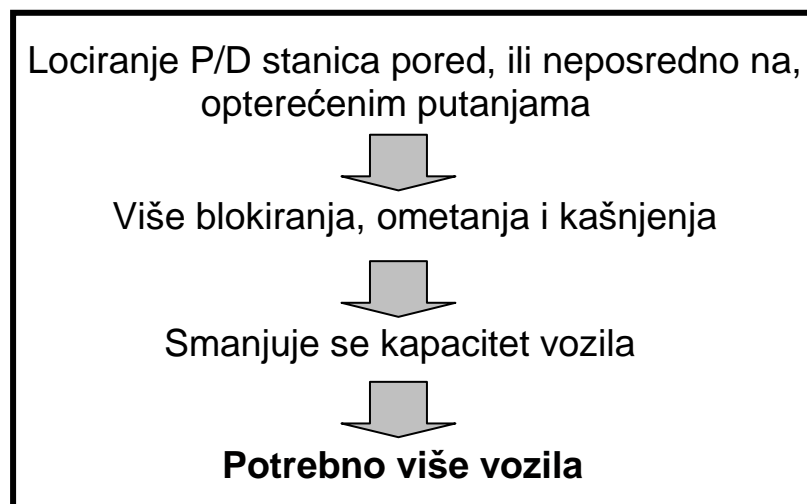 Lociranje P/D stanica pored, ili neposredno na,
opterećenim putanjama
Više blokiranja, ometanja i kašnjenja
Smanjuje se kapacitet vozila
Potrebno više vozila